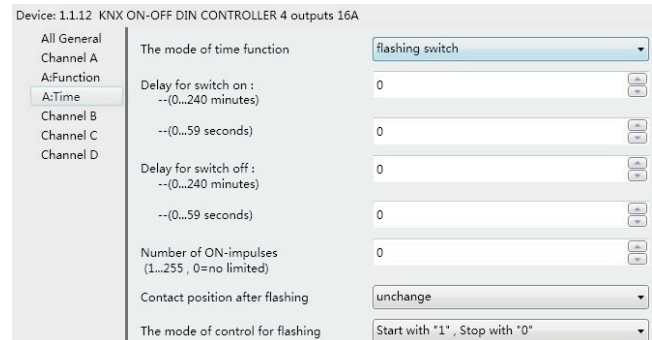 Device: 1.1.12 KNX ON-OFF DIN CONTROLLER 4 outputs 16A
All General
Channel A
A:Function
A:Time
Channel B
Channel C
Channel D
The mode of time function
flashing switch
Delay for switch on :
--(0...240 minutes)
0
--(0...59 seconds)
0
Delay for switch off :
--(0...240 minutes)
0
--(0...59 seconds)
0
Number of ON-impulses
(1...255 , 0=no limited)
0
Contact position after flashing
unchange
The mode of control for flashing
Start with "1" , Stop with "0"